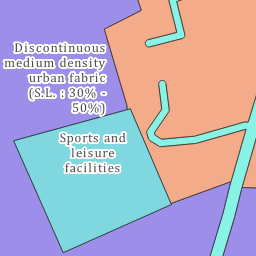 Discontinuous
medium density
urban fabric
(S.L. : 30% -
50%)
Sports and
leisure
facilities